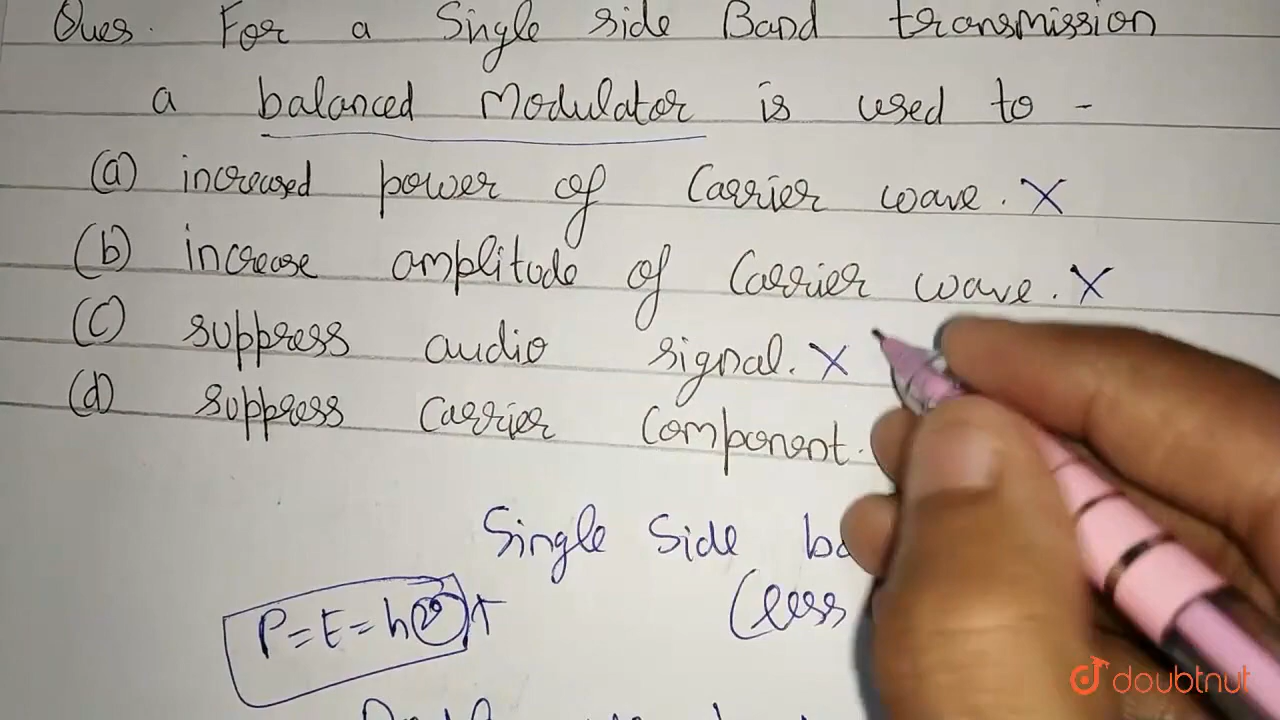 Ques. For a Single side Band transmission
a balanced Modulator is used to -
(a) increased power of Carrier wave. X
(b) increase amplitude of Carrier wave. X
(c) suppress audio signal. X
(d) suppress Carrier Component.
Single Side
(less
P=E=hν
doubtnut